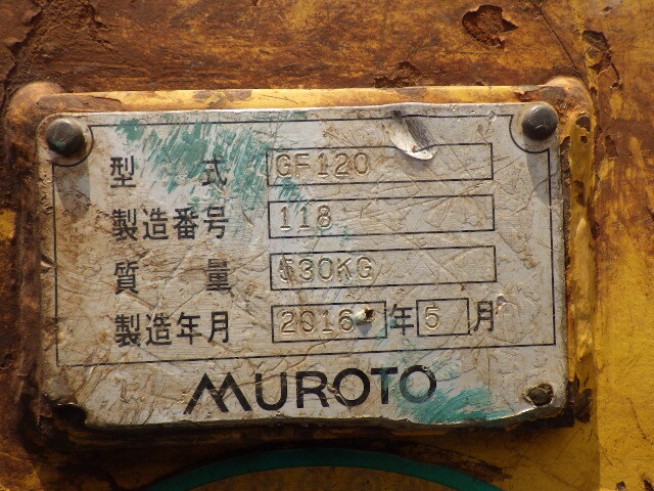 型式 GF120
製造番号 118
質量 530KG
製造年月 2016年5月
MUROTO